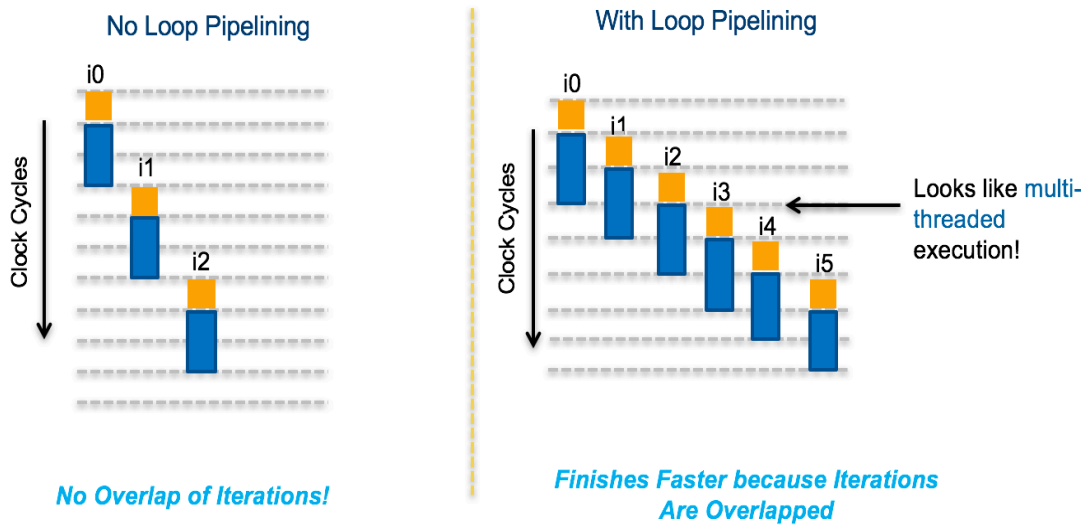 No Loop Pipelining
i0
i1
i2
Clock Cycles
No Overlap of Iterations!
With Loop Pipelining
i0
i1
i2
i3
i4
i5
Clock Cycles
Looks like multi-
threaded
execution!
Finishes Faster because Iterations
Are Overlapped